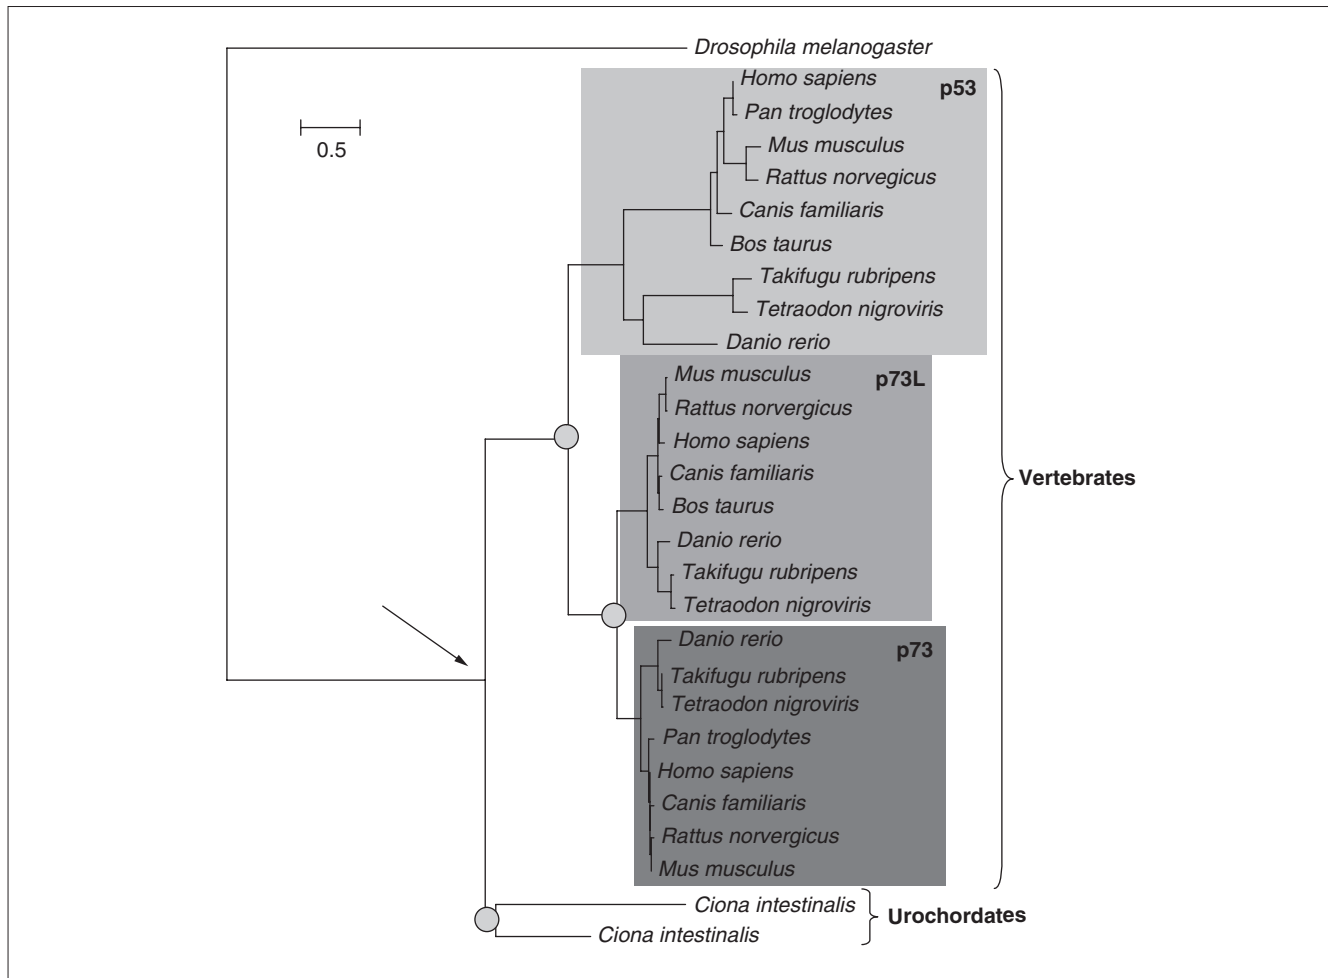 Drosophila melanogaster
Homo sapiens
p53
Pan troglodytes
0.5
Mus musculus
Rattus norvegicus
Canis familiaris
Bos taurus
Takifugu rubripens
Tetraodon nigroviris
Danio rerio
Mus musculus
p73L
Rattus norvergicus
Homo sapiens
Canis familiaris
Vertebrates
Bos taurus
Danio rerio
Takifugu rubripens
Tetraodon nigroviris
Danio rerio
p73
Takifugu rubripens
Tetraodon nigroviris
Pan troglodytes
Homo sapiens
Canis familiaris
Rattus norvergicus
Mus musculus
Ciona intestinalis
Urochordates
Ciona intestinalis